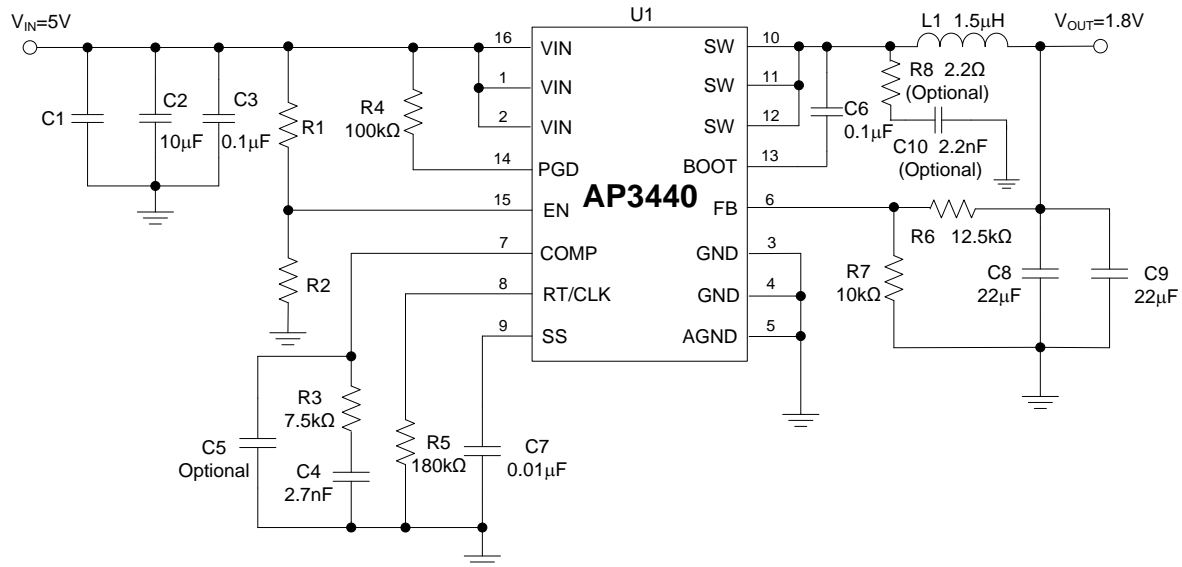 U1
V_IN=5V
L1 1.5μH
V_OUT=1.8V
16 VIN
SW 10
1 VIN
SW 11
2 VIN
SW 12
14 PGD
BOOT 13
15 EN
FB 6
7 COMP
GND 3
8 RT/CLK
GND 4
9 SS
AGND 5
AP3440
C1
C2
10μF
C3
0.1μF
R1
R4
100kΩ
R2
C6
0.1μF
R8 2.2Ω
(Optional)
C10 2.2nF
(Optional)
R6 12.5kΩ
R7
10kΩ
C8
22μF
C9
22μF
R3
7.5kΩ
C5
Optional
C4
2.7nF
R5
180kΩ
C7
0.01μF